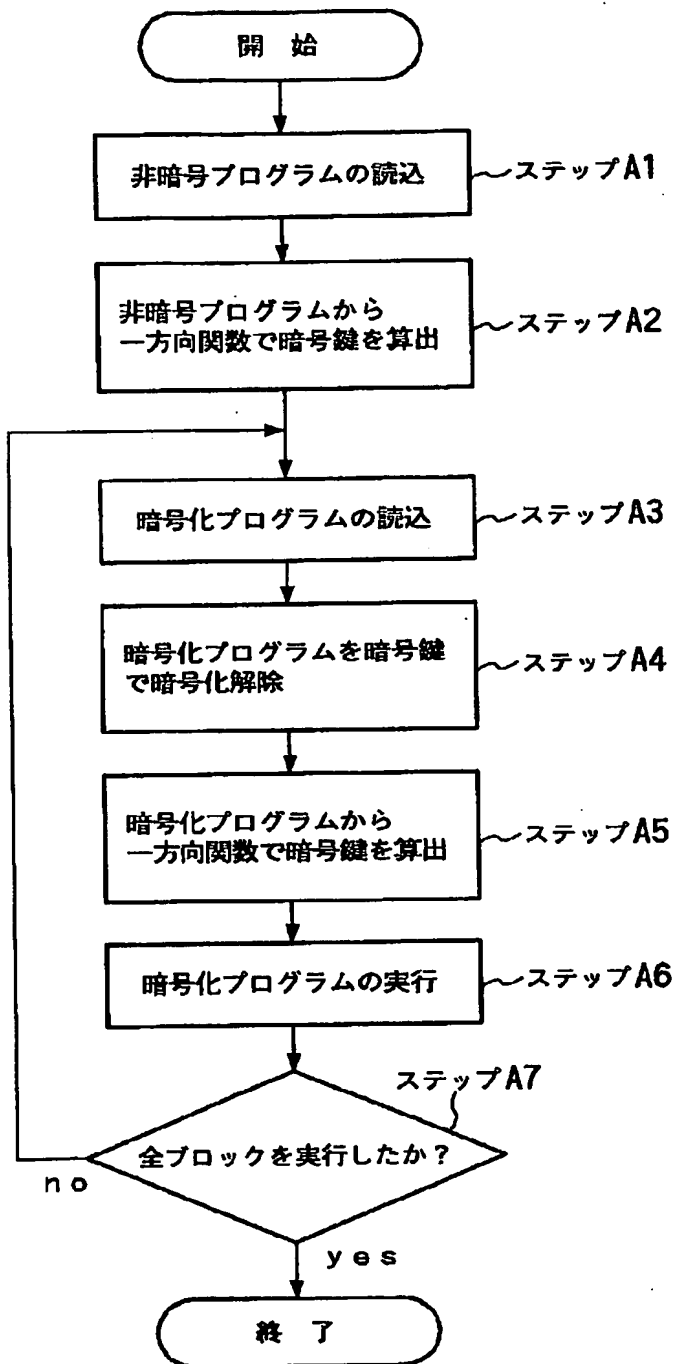 開 始
非暗号プログラムの読込
ステップA1
非暗号プログラムから
一方向関数で暗号鍵を算出
ステップA2
暗号化プログラムの読込
ステップA3
暗号化プログラムを暗号鍵
で暗号化解除
ステップA4
暗号化プログラムから
一方向関数で暗号鍵を算出
ステップA5
暗号化プログラムの実行
ステップA6
ステップA7
全ブロックを実行したか?
no
yes
終 了